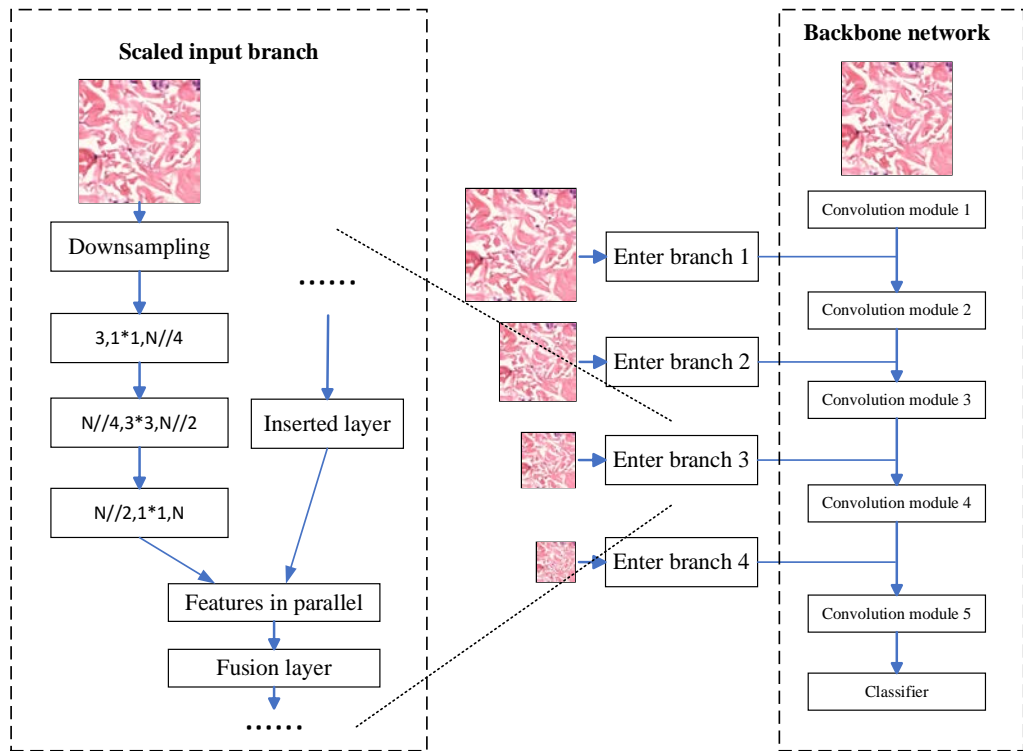 Scaled input branch
Downsampling
3,1*1,N//4
N//4,3*3,N//2
N//2,1*1,N
......
Inserted layer
Features in parallel
Fusion layer
......
Enter branch 1
Enter branch 2
Enter branch 3
Enter branch 4
Backbone network
Convolution module 1
Convolution module 2
Convolution module 3
Convolution module 4
Convolution module 5
Classifier